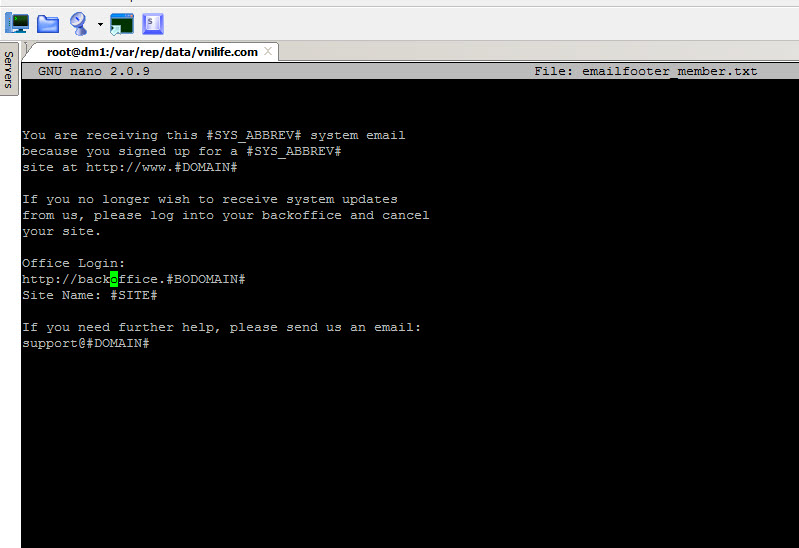 root@dm1:/var/rep/data/vnilife.com
Servers
GNU nano 2.0.9 File: emailfooter_member.txt
You are receiving this #SYS_ABBREV# system email
because you signed up for a #SYS_ABBREV#
site at http://www.#DOMAIN#
If you no longer wish to receive system updates
from us, please log into your backoffice and cancel
your site.
Office Login:
http://backoffice.#BODOMAIN#
Site Name: #SITE#
If you need further help, please send us an email:
support@#DOMAIN#